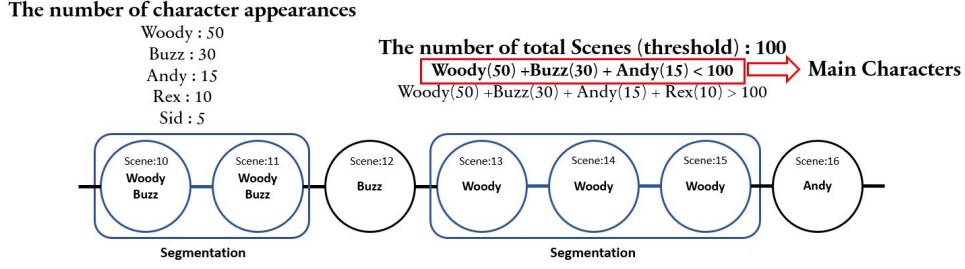 The number of character appearances
Woody : 50
Buzz : 30
Andy : 15
Rex : 10
Sid : 5
The number of total Scenes (threshold) : 100
Woody(50) +Buzz(30) + Andy(15) < 100
Main Characters
Woody(50) +Buzz(30) + Andy(15) + Rex(10) > 100
Scene:10
Woody
Buzz
Scene:11
Woody
Buzz
Scene:12
Buzz
Scene:13
Woody
Scene:14
Woody
Scene:15
Woody
Scene:16
Andy
Segmentation
Segmentation